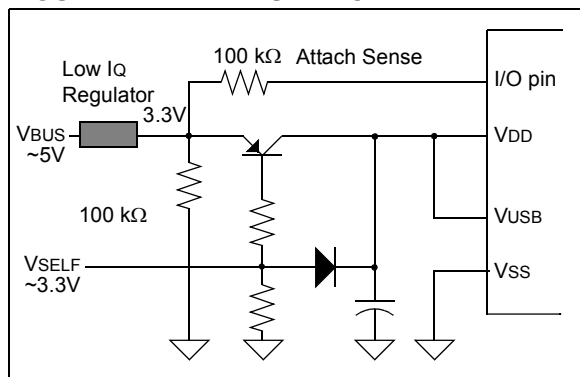 100 kΩ Attach Sense
I/O pin
Low IQ
Regulator
3.3V
VBUS
~5V
VDD
100 kΩ
VUSB
VSELF
~3.3V
VSS